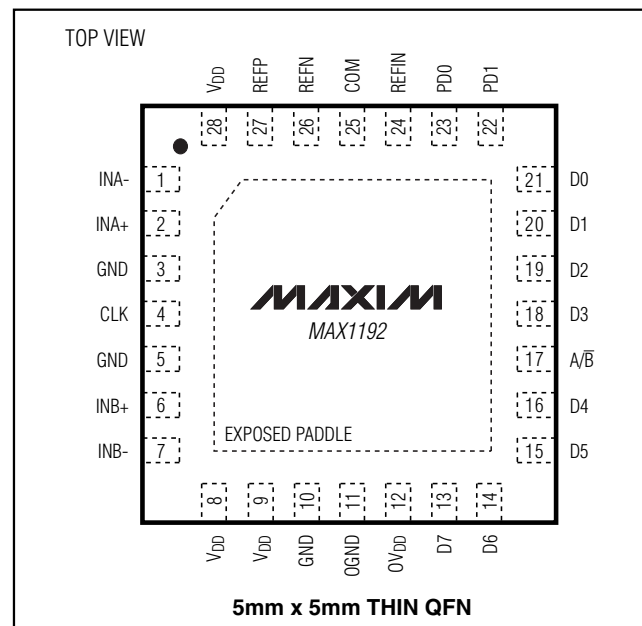 TOP VIEW
VDD REFP REFN COM REFIN PD0 PD1
28 27 26 25 24 23 22
INA- 1 21 D0
INA+ 2 20 D1
GND 3 19 D2
CLK 4 18 D3
GND 5 17 A/B̅
INB+ 6 16 D4
INB- 7 15 D5
MAXIM
MAX1192
EXPOSED PADDLE
8 9 10 11 12 13 14
VDD VDD GND OGND OVDD D7 D6
5mm x 5mm THIN QFN